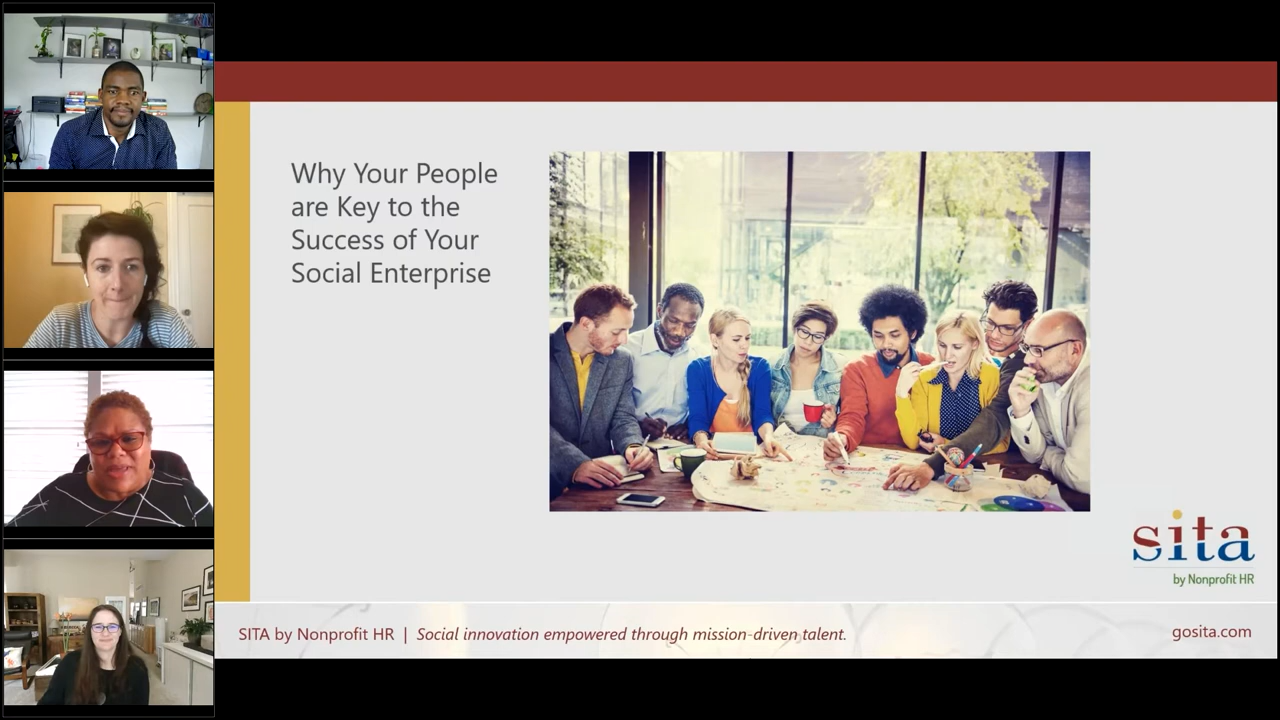 Why Your People
are Key to the
Success of Your
Social Enterprise
sita
by Nonprofit HR
SITA by Nonprofit HR | Social innovation empowered through mission-driven talent.
gosita.com